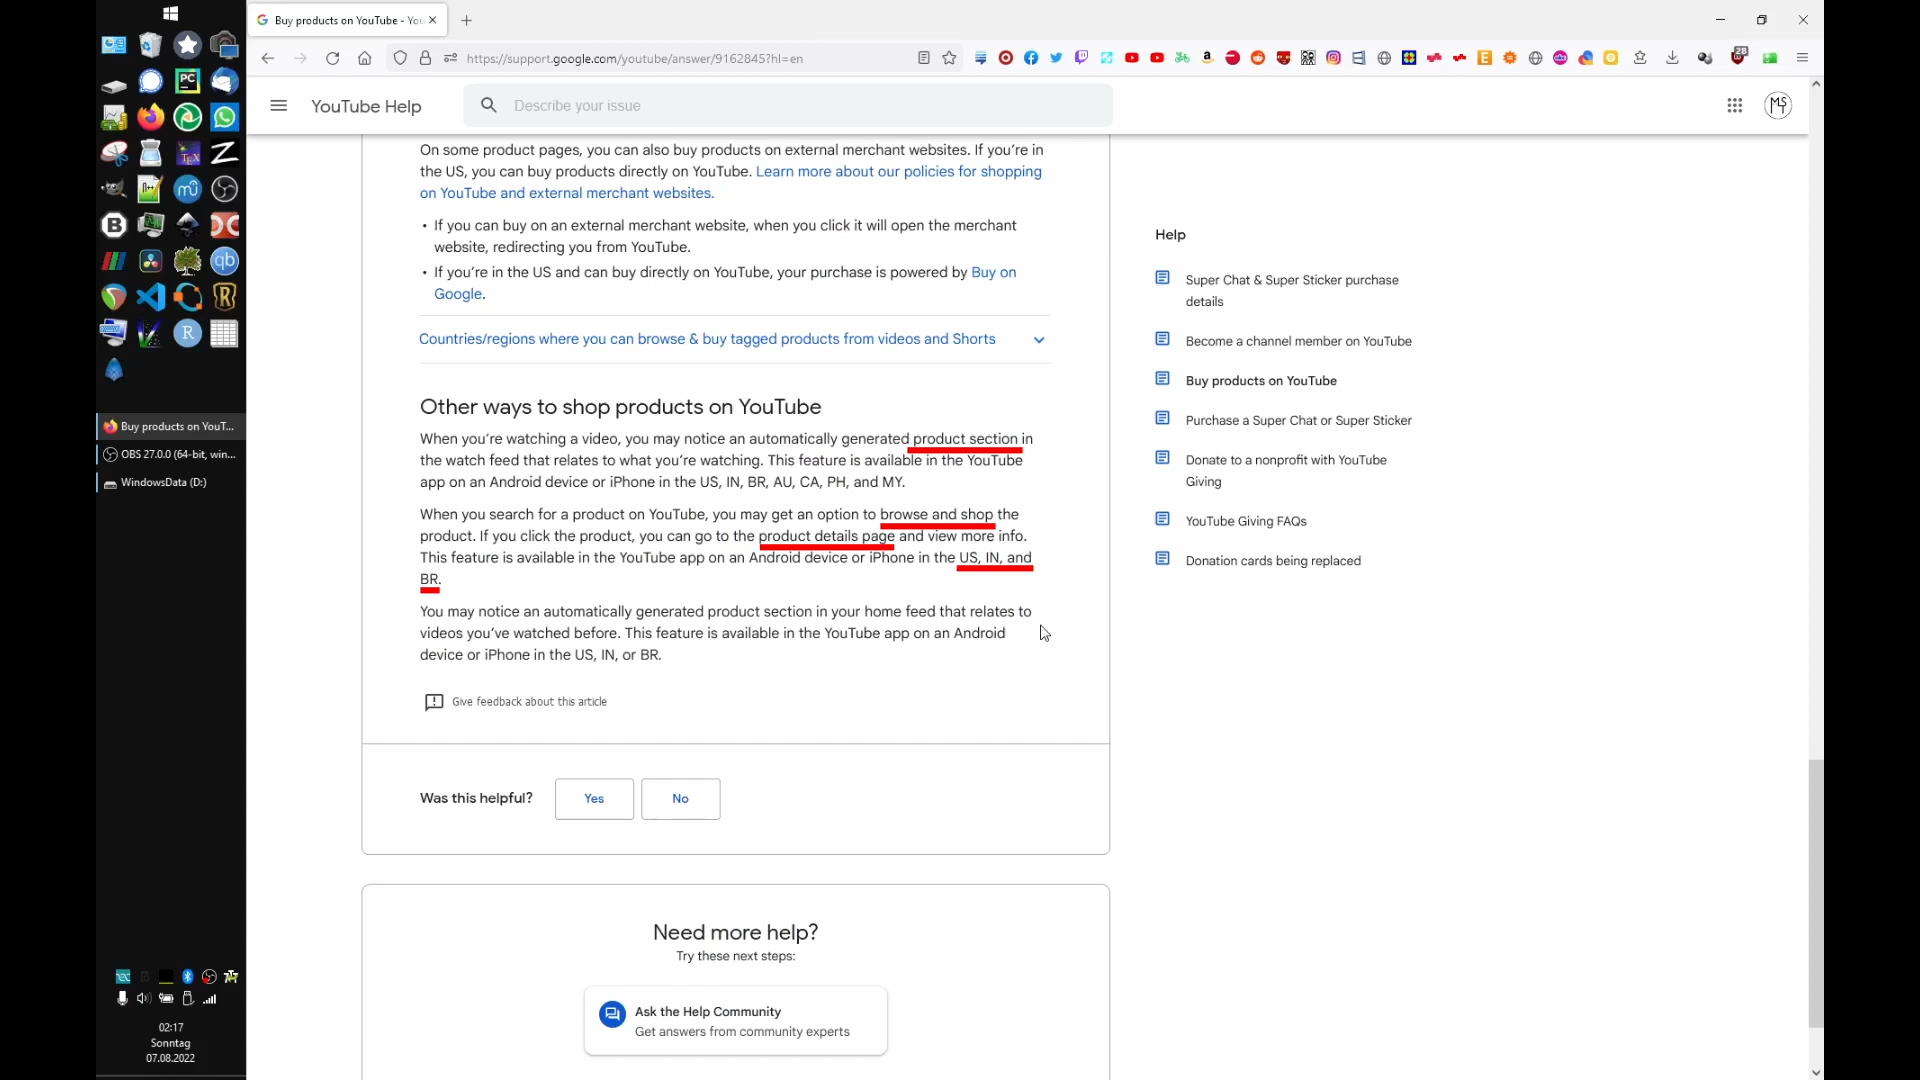 Buy products on YouTube - You
https://support.google.com/youtube/answer/9162845?hl=en
28
YouTube Help
Describe your issue
On some product pages, you can also buy products on external merchant websites. If you're in
the US, you can buy products directly on YouTube. Learn more about our policies for shopping
on YouTube and external merchant websites.
• If you can buy on an external merchant website, when you click it will open the merchant
website, redirecting you from YouTube.
• If you're in the US and can buy directly on YouTube, your purchase is powered by Buy on
Google.
Countries/regions where you can browse & buy tagged products from videos and Shorts
Other ways to shop products on YouTube
When you're watching a video, you may notice an automatically generated product section in
the watch feed that relates to what you're watching. This feature is available in the YouTube
app on an Android device or iPhone in the US, IN, BR, AU, CA, PH, and MY.
When you search for a product on YouTube, you may get an option to browse and shop the
product. If you click the product, you can go to the product details page and view more info.
This feature is available in the YouTube app on an Android device or iPhone in the US, IN, and
BR.
You may notice an automatically generated product section in your home feed that relates to
videos you've watched before. This feature is available in the YouTube app on an Android
device or iPhone in the US, IN, or BR.
Give feedback about this article
Was this helpful?
Yes
No
Need more help?
Try these next steps:
Ask the Help Community
Get answers from community experts
Help
Super Chat & Super Sticker purchase
details
Become a channel member on YouTube
Buy products on YouTube
Purchase a Super Chat or Super Sticker
Donate to a nonprofit with YouTube
Giving
YouTube Giving FAQs
Donation cards being replaced
Buy products on YouT...
OBS 27.0.0 (64-bit, win...
WindowsData (D:)
02:17
Sonntag
07.08.2022